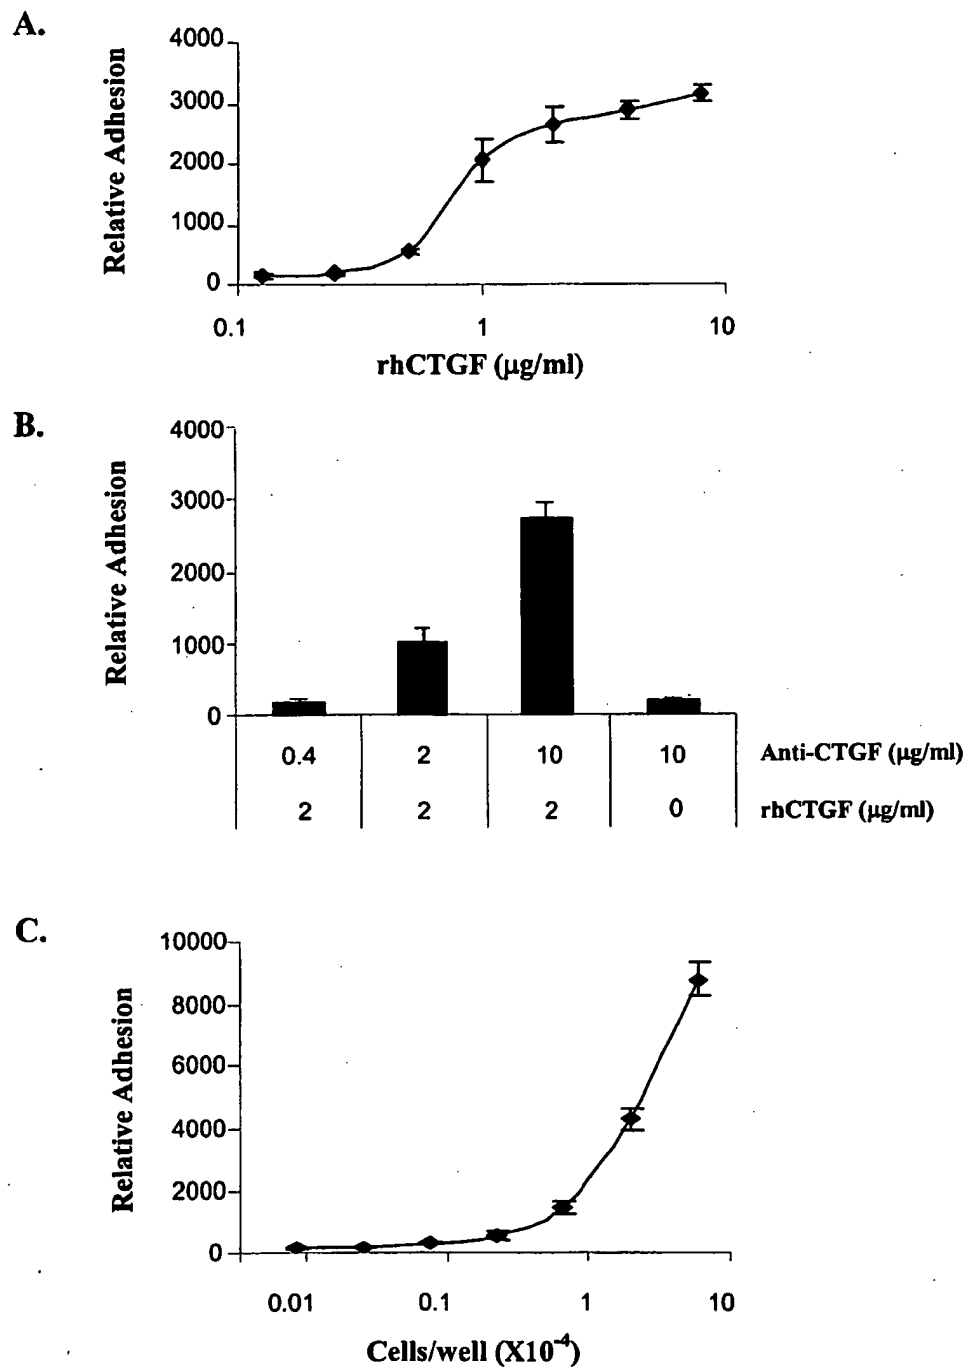 A.
Relative Adhesion
4000
3000
2000
1000
0
0.1 1 10
rhCTGF (µg/ml)
B.
Relative Adhesion
4000
3000
2000
1000
0
0.4 2 10 10 Anti-CTGF (µg/ml)
2 2 2 0 rhCTGF (µg/ml)
C.
Relative Adhesion
10000
8000
6000
4000
2000
0
0.01 0.1 1 10
Cells/well (X10⁻⁴)